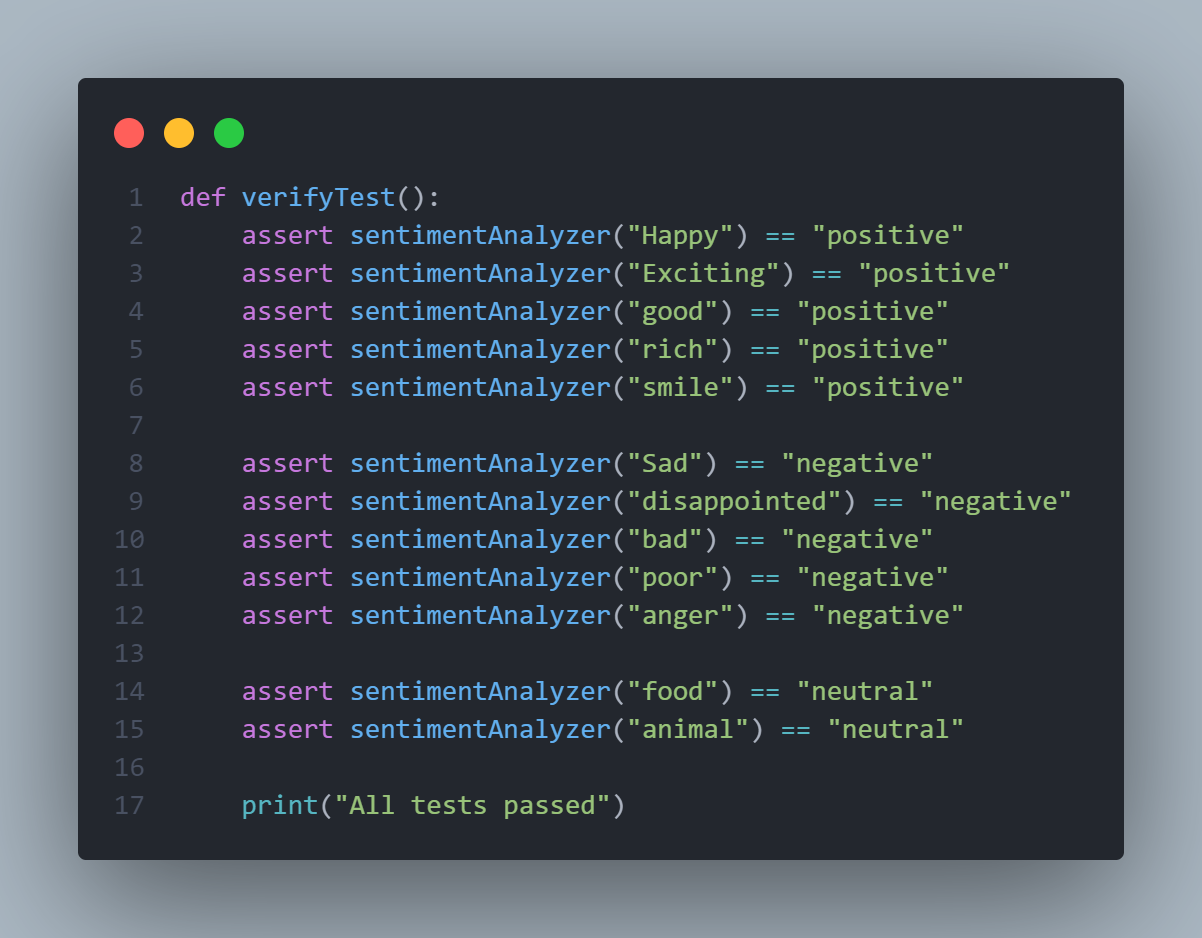 1 def verifyTest():
2     assert sentimentAnalyzer("Happy") == "positive"
3     assert sentimentAnalyzer("Exciting") == "positive"
4     assert sentimentAnalyzer("good") == "positive"
5     assert sentimentAnalyzer("rich") == "positive"
6     assert sentimentAnalyzer("smile") == "positive"
7
8     assert sentimentAnalyzer("Sad") == "negative"
9     assert sentimentAnalyzer("disappointed") == "negative"
10     assert sentimentAnalyzer("bad") == "negative"
11     assert sentimentAnalyzer("poor") == "negative"
12     assert sentimentAnalyzer("anger") == "negative"
13
14     assert sentimentAnalyzer("food") == "neutral"
15     assert sentimentAnalyzer("animal") == "neutral"
16
17     print("All tests passed")